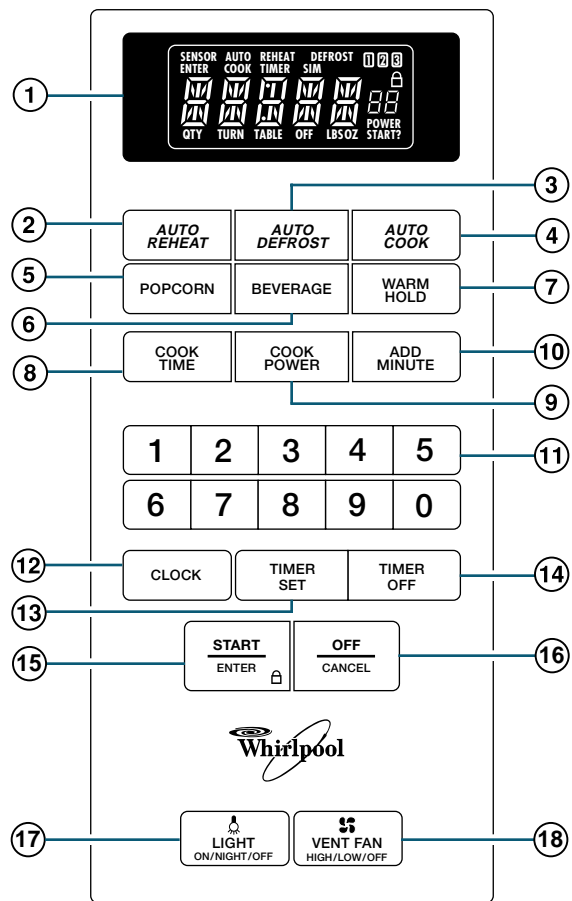 SENSOR AUTO REHEAT DEFROST 1 2 3
ENTER COOK TIMER SIM
88
QTY TURN TABLE OFF LBS OZ POWER
START?
1
3
2
AUTO REHEAT
AUTO DEFROST
AUTO COOK
4
5
POPCORN
BEVERAGE
WARM HOLD
7
6
COOK TIME
COOK POWER
ADD MINUTE
10
8
9
1 2 3 4 5
11
6 7 8 9 0
12
CLOCK
TIMER SET
TIMER OFF
14
13
START
ENTER
OFF
CANCEL
16
15
Whirlpool
17
LIGHT
ON/NIGHT/OFF
VENT FAN
HIGH/LOW/OFF
18